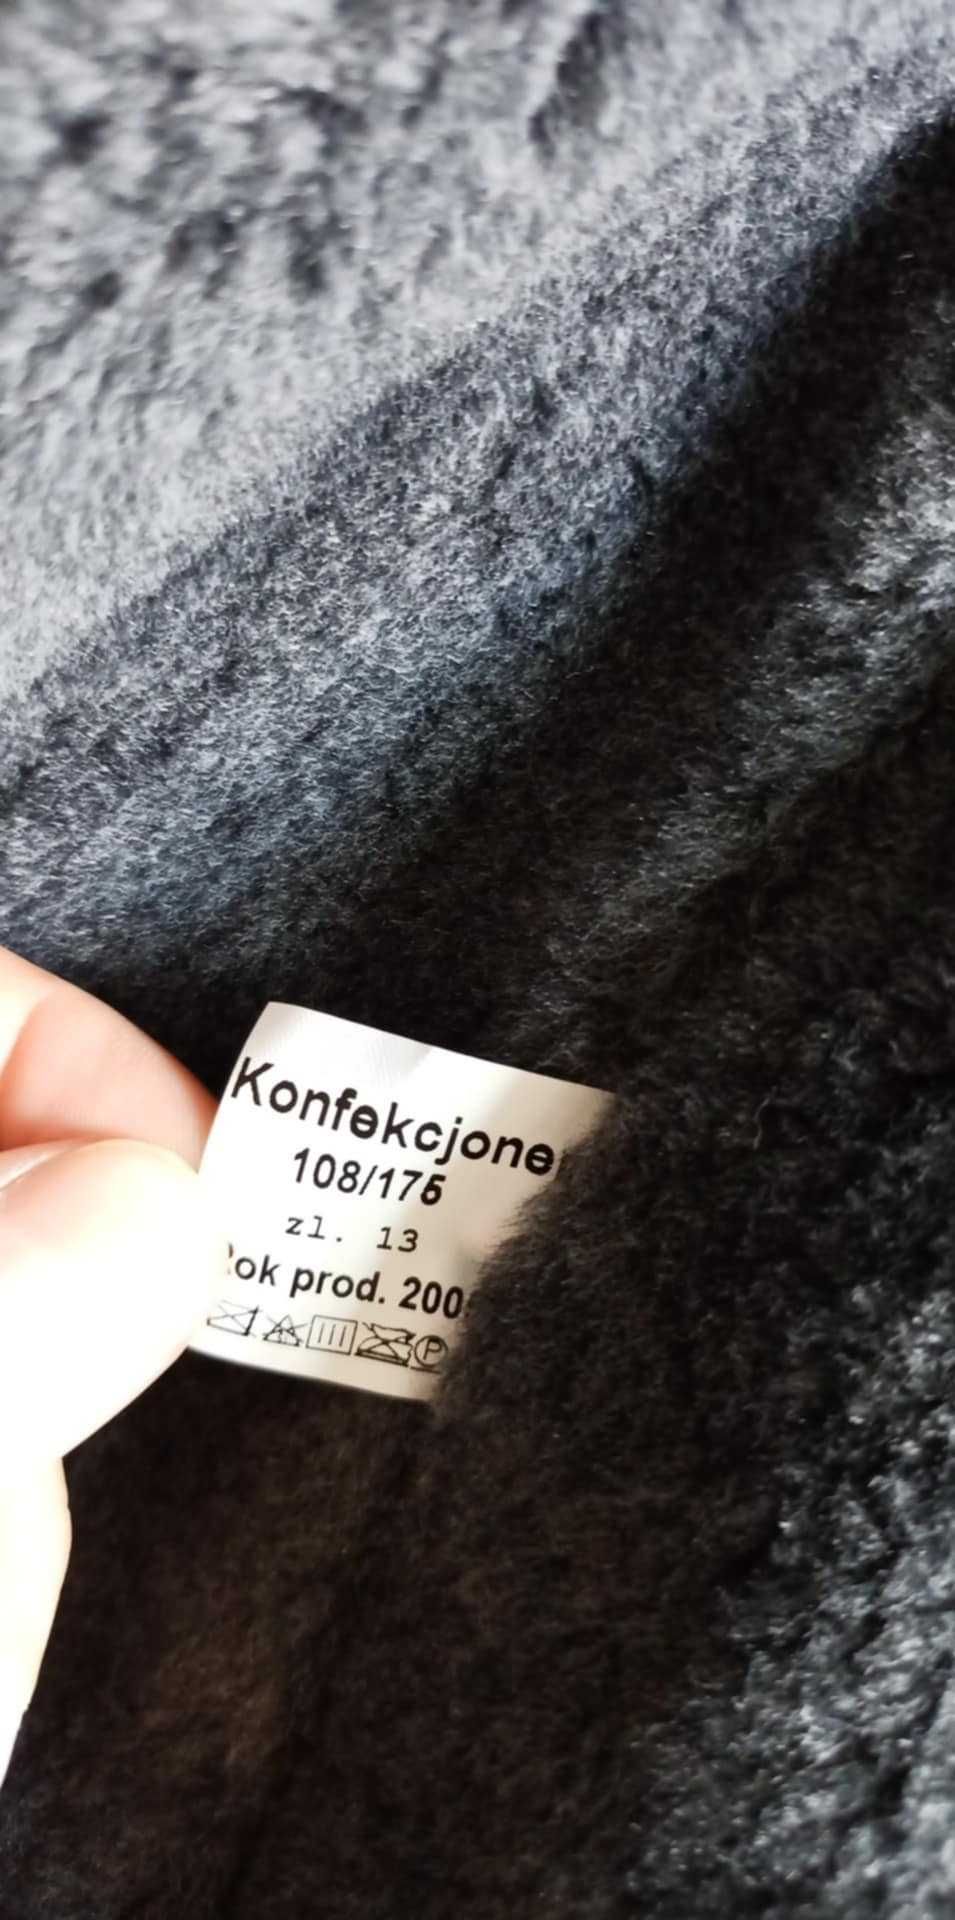 Konfekcjone
108/175
zl. 13
ok prod. 200
P